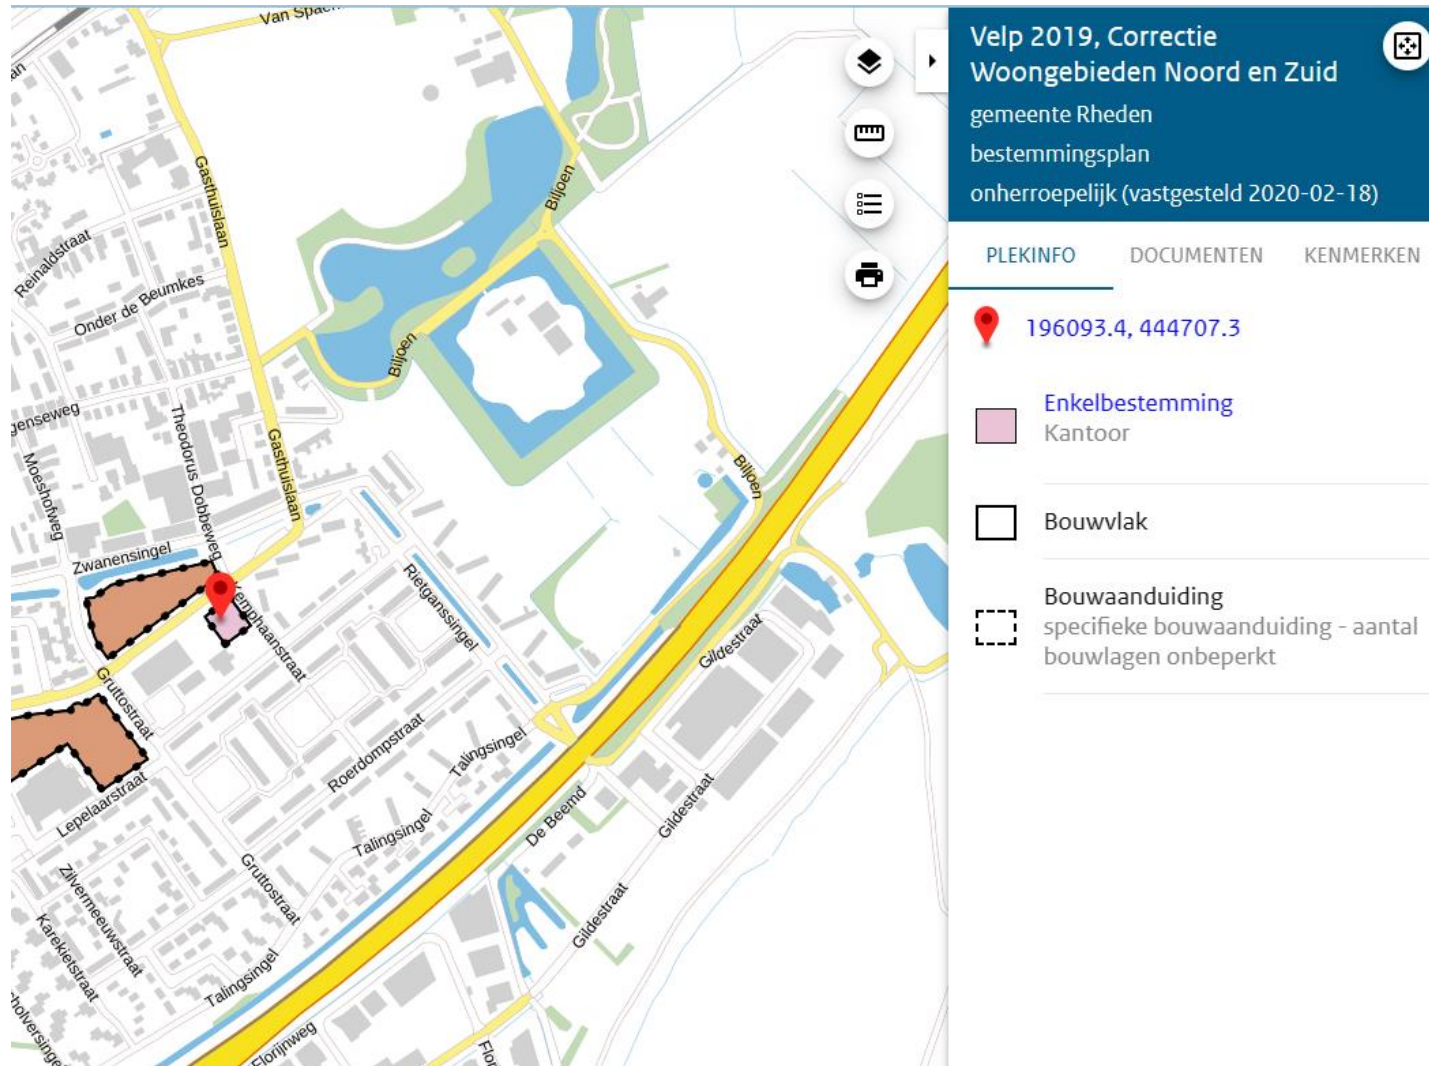 Van Spaen
Gasthuislaan
Biljoen
Reinaldstraat
Onder de Beumkes
Biljoen
Theodorus Dobbeweg
Moeshofweg
Gasthuislaan
Biljoen
Zwanensingel
Rietganssingel
Kemphaanstraat
Gildestraat
Gruttostraat
Roerdompstraat
Talingsingel
Lepelaarstraat
Talingsingel
De Beemd
Gildestraat
Zilvermeeuwstraat
Gruttostraat
Gildestraat
Karekietstraat
Talingsingel
Florijnweg
Velp 2019, Correctie
Woongebieden Noord en Zuid
gemeente Rheden
bestemmingsplan
onherroepelijk (vastgesteld 2020-02-18)
PLEKINFO DOCUMENTEN KENMERKEN
196093.4, 444707.3
Enkelbestemming
Kantoor
Bouwvlak
Bouwaanduiding
specifieke bouwaanduiding - aantal
bouwlagen onbeperkt